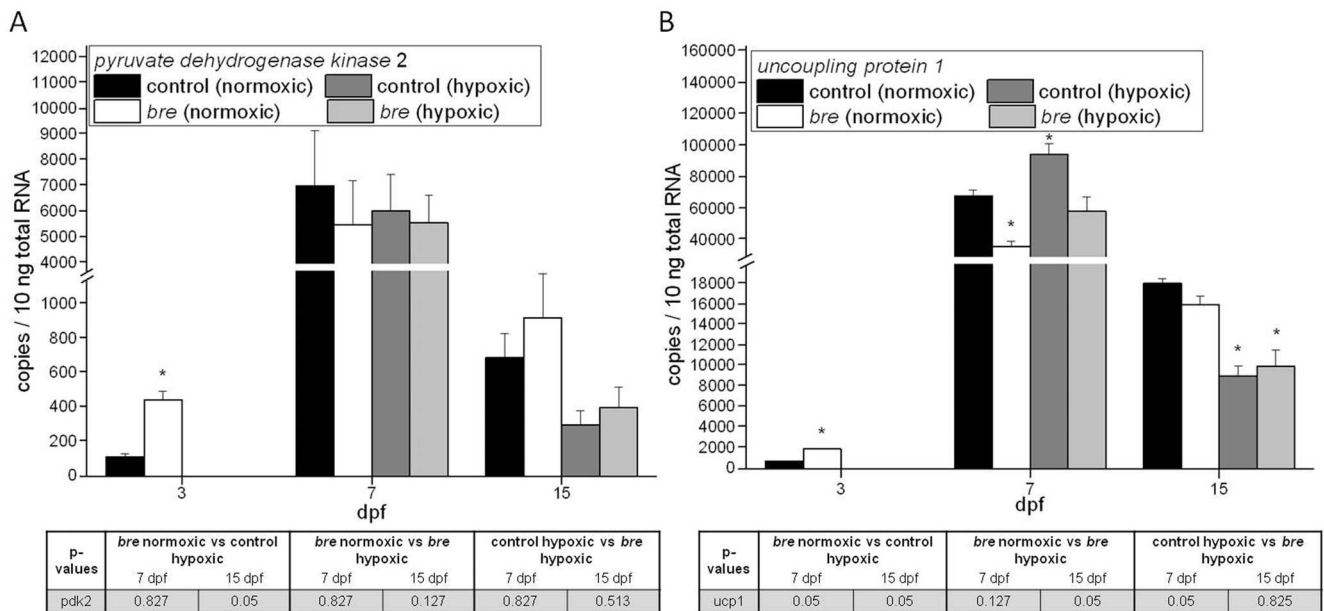 A
pyruvate dehydrogenase kinase 2
control (normoxic) control (hypoxic)
bre (normoxic) bre (hypoxic)
copies / 10 ng total RNA
12000
11000
10000
9000
8000
7000
6000
5000
4000
1000
800
600
400
200
0
*
3 7 15
dpf
p-values
bre normoxic vs control hypoxic
bre normoxic vs bre hypoxic
control hypoxic vs bre hypoxic
7 dpf 15 dpf 7 dpf 15 dpf 7 dpf 15 dpf
pdk2 0.827 0.05 0.827 0.127 0.827 0.513
B
uncoupling protein 1
control (normoxic) control (hypoxic)
bre (normoxic) bre (hypoxic)
copies / 10 ng total RNA
160000
140000
120000
100000
80000
60000
40000
18000
16000
14000
12000
10000
8000
6000
4000
2000
0
* * * * *
3 7 15
dpf
p-values
bre normoxic vs control hypoxic
bre normoxic vs bre hypoxic
control hypoxic vs bre hypoxic
7 dpf 15 dpf 7 dpf 15 dpf 7 dpf 15 dpf
ucp1 0.05 0.05 0.127 0.05 0.05 0.825